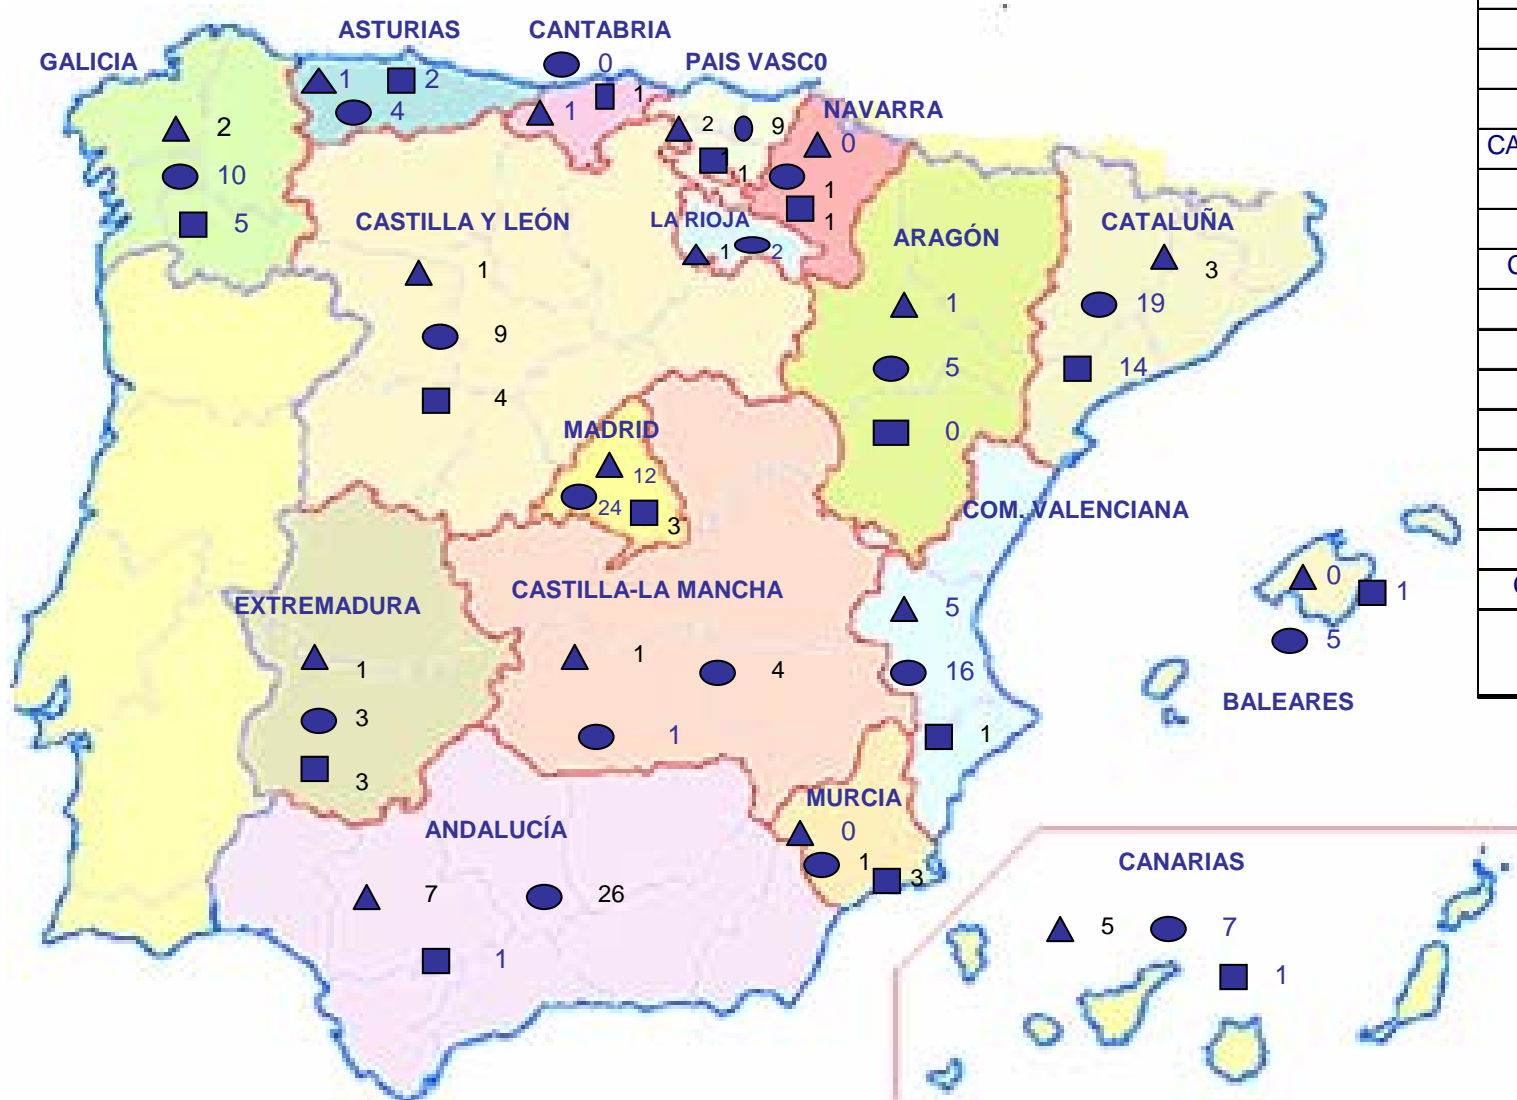 ASTURIAS
CANTABRIA
GALICIA
0
PAIS VASC0
1
2
1
1
4
NAVARRA
2
2
9
0
10
1
1
1
5
CASTILLA Y LEÓN
LA RIOJA
1
1
2
ARAGÓN
CATALUÑA
1
3
1
19
9
5
14
4
0
MADRID
12
24
3
COM. VALENCIANA
CASTILLA-LA MANCHA
0
1
EXTREMADURA
5
5
1
1
4
16
BALEARES
3
1
1
3
MURCIA
ANDALUCÍA
0
1
3
CANARIAS
7
26
5
7
1
1
CA
C